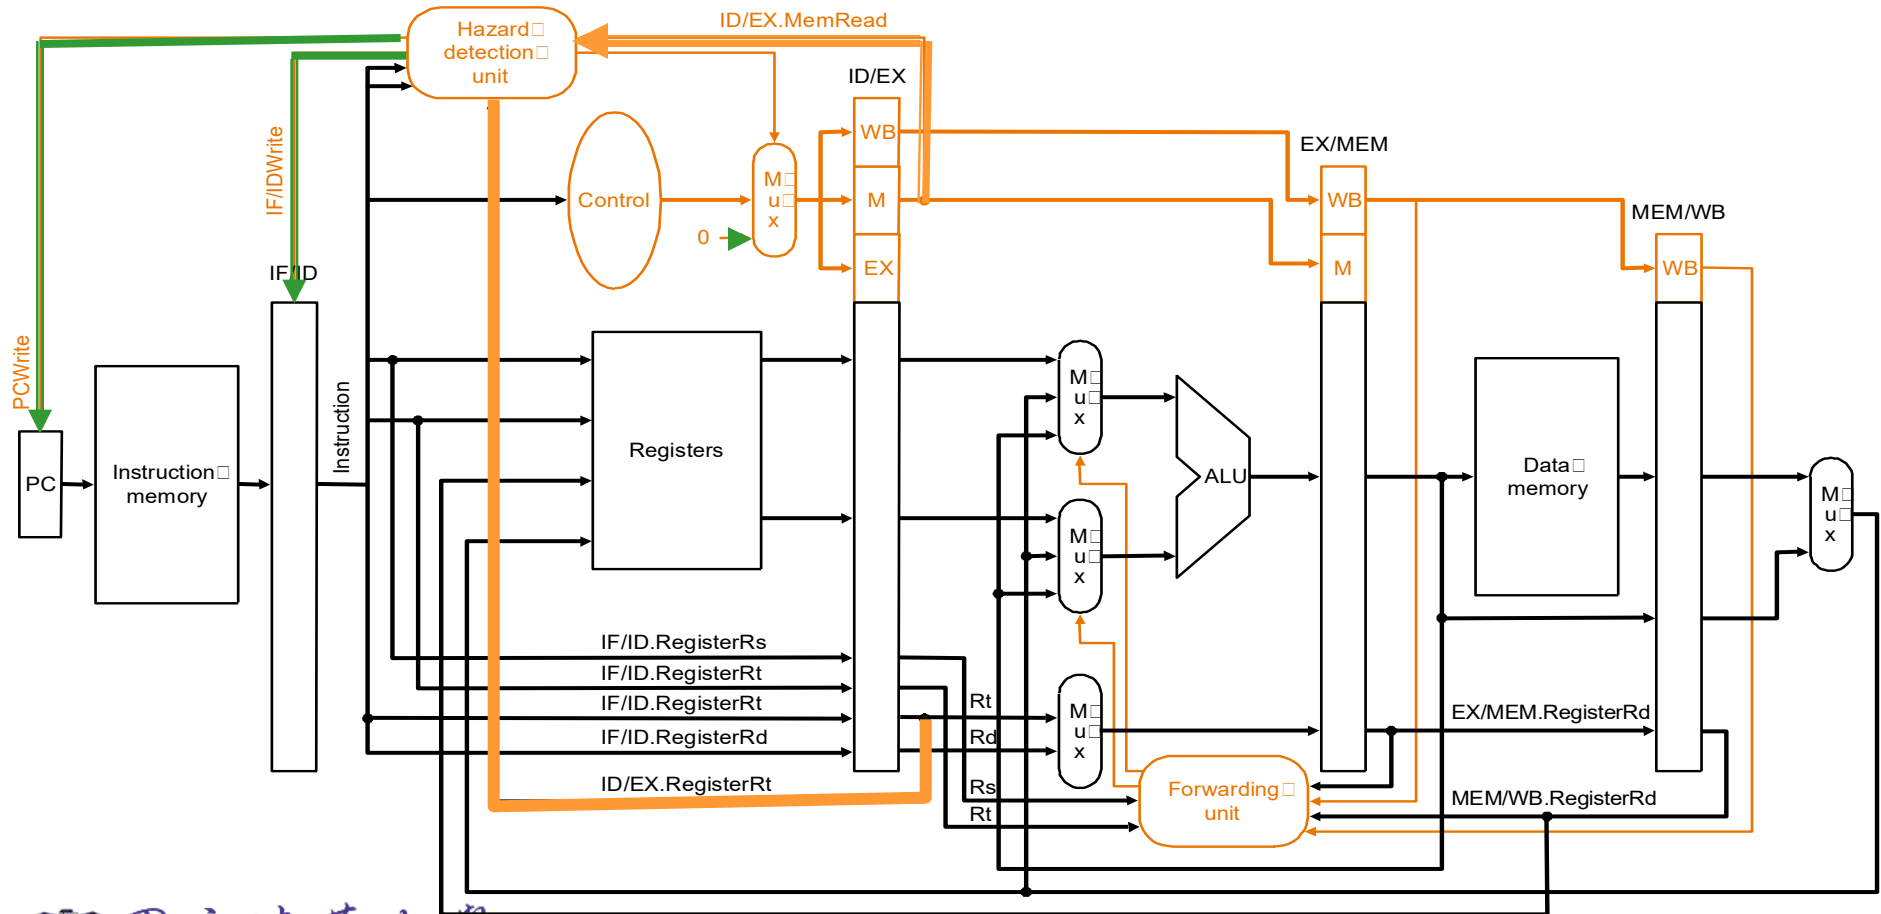 ID/EX.MemRead
Hazard
detection
unit
ID/EX
WB
EX/MEM
IF/IDWrite
M
u
x
Control
M
WB
MEM/WB
0
IF/ID
EX
M
WB
PCWrite
Instruction
M
u
x
Registers
PC
Instruction
memory
ALU
Data
memory
M
u
x
M
u
x
IF/ID.RegisterRs
IF/ID.RegisterRt
IF/ID.RegisterRt
Rt
M
u
x
EX/MEM.RegisterRd
IF/ID.RegisterRd
Rd
ID/EX.RegisterRt
Rs
Forwarding
unit
MEM/WB.RegisterRd
Rt